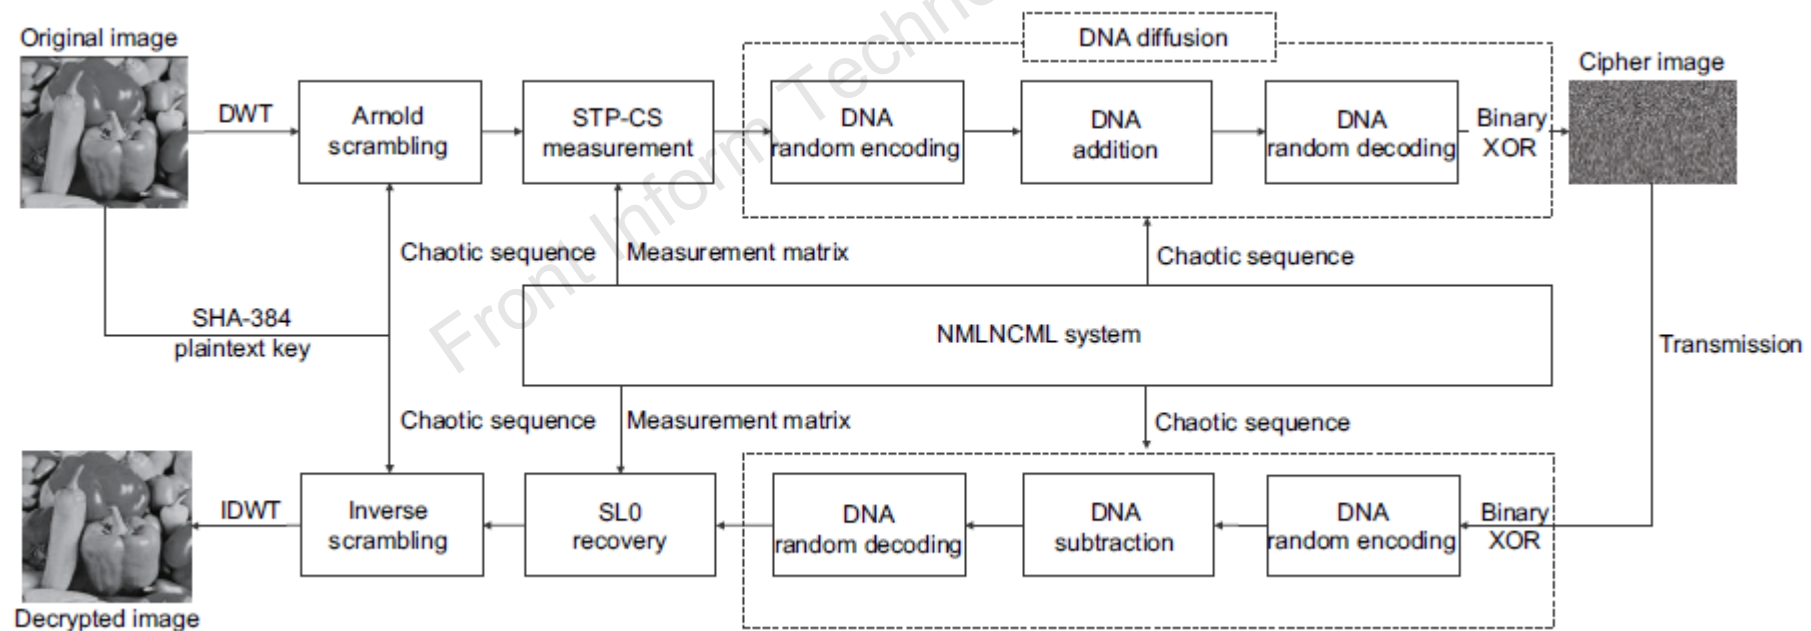 DNA diffusion
Original image
Cipher image
DWT
Arnold
scrambling
STP-CS
measurement
DNA
random encoding
DNA
addition
DNA
random decoding
Binary
XOR
Chaotic sequence
Measurement matrix
Chaotic sequence
SHA-384
plaintext key
NMLNCML system
Transmission
Chaotic sequence
Measurement matrix
Chaotic sequence
IDWT
Inverse
scrambling
SL0
recovery
DNA
random decoding
DNA
subtraction
DNA
random encoding
Binary
XOR
Decrypted image
Front Inform Techn